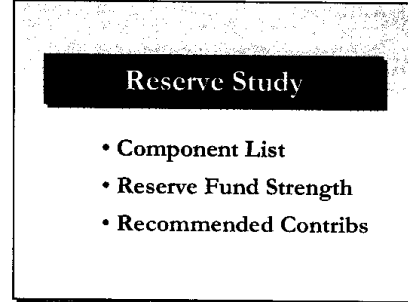 Reserve Study
• Component List
• Reserve Fund Strength
• Recommended Contribs